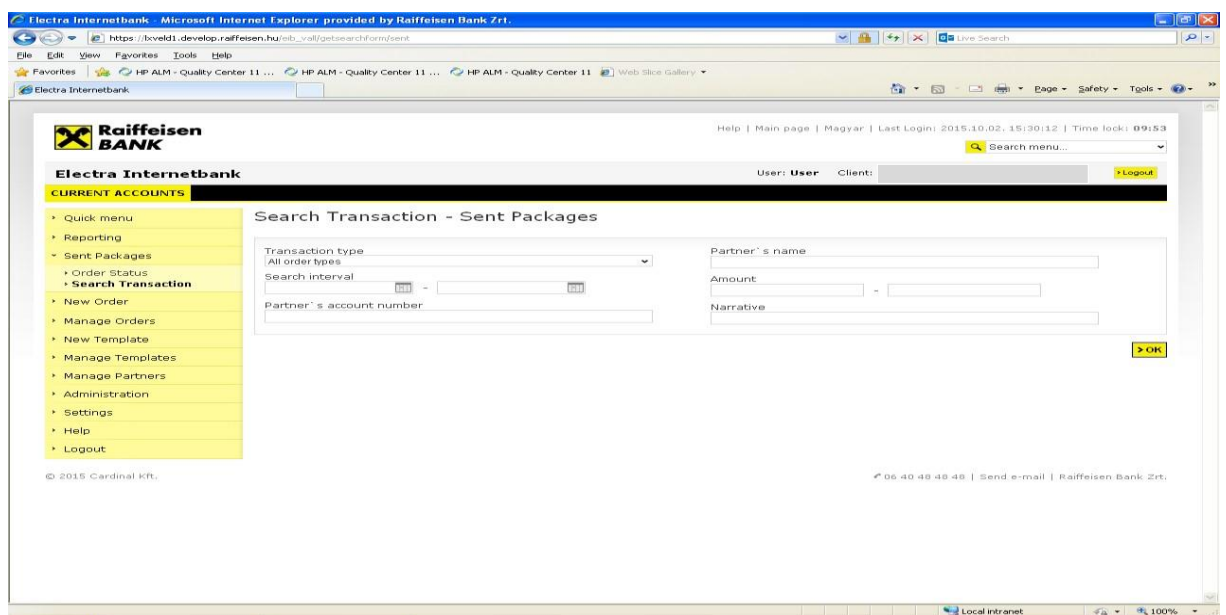 Electra Internetbank - Microsoft Internet Explorer provided by Raiffeisen Bank Zrt.
https://lxveld1.develop.raiffeisen.hu/eib_vall/getsearchform/sent
Live Search
File Edit View Favorites Tools Help
Favorites HP ALM - Quality Center 11 ... HP ALM - Quality Center 11 ... HP ALM - Quality Center 11 Web Slice Gallery
Electra Internetbank
Page Safety Tools
Raiffeisen
BANK
Help | Main page | Magyar | Last Login: 2015.10.02. 15:30:12 | Time lock: 09:53
Search menu...
Electra Internetbank
User: User Client:
Logout
CURRENT ACCOUNTS
Quick menu
Reporting
Sent Packages
Order Status
Search Transaction
New Order
Manage Orders
New Template
Manage Templates
Manage Partners
Administration
Settings
Help
Logout
Search Transaction - Sent Packages
Transaction type
All order types
Search interval
-
Partner`s account number
Partner`s name
Amount
-
Narrative
OK
© 2015 Cardinal Kft.
06 40 48 48 48 | Send e-mail | Raiffeisen Bank Zrt.
Local intranet
100%